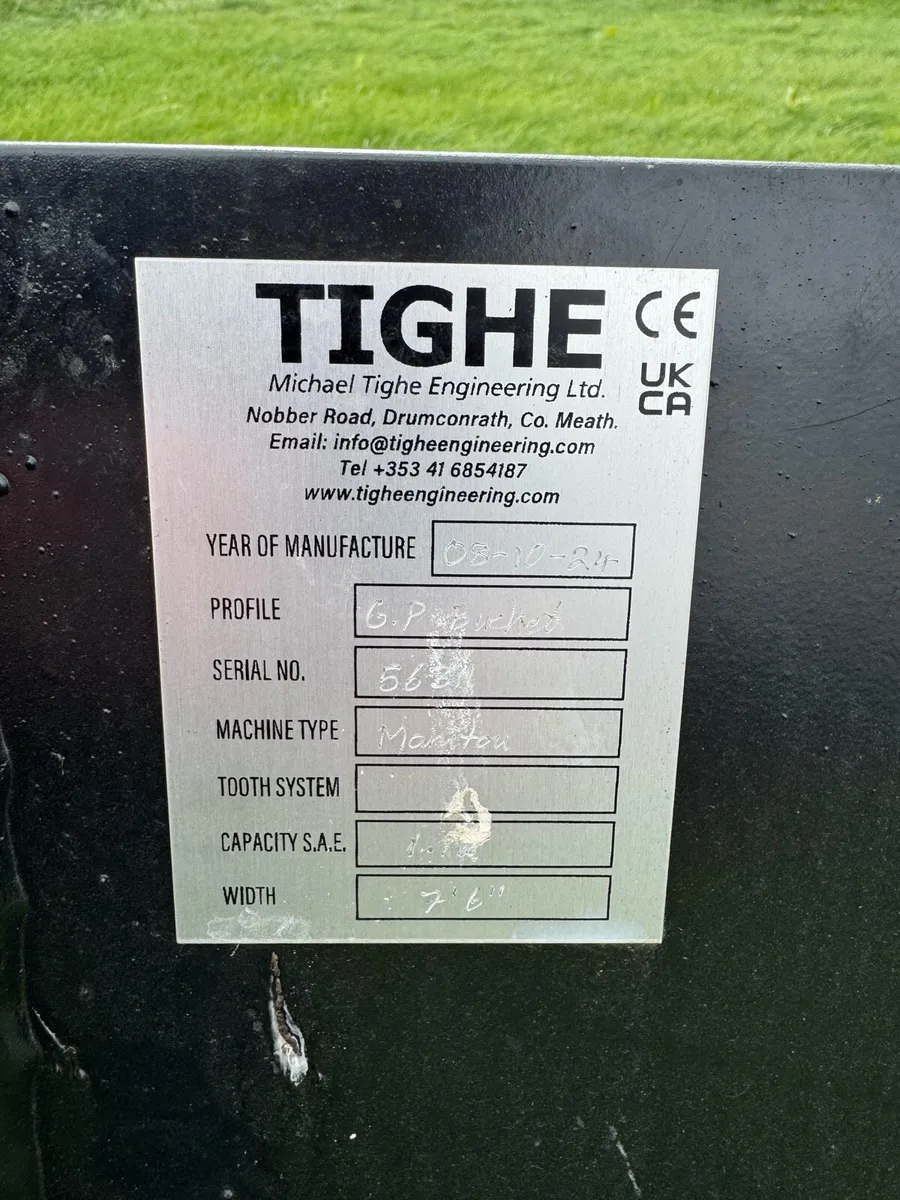 TIGHE CE
UK
CA
Michael Tighe Engineering Ltd.
Nobber Road, Drumconrath, Co. Meath.
Email: info@tigheengineering.com
Tel +353 41 6854187
www.tigheengineering.com
YEAR OF MANUFACTURE 08-10-24
PROFILE G.P Bucket
SERIAL NO.
MACHINE TYPE Manitou
TOOTH SYSTEM
CAPACITY S.A.E.
WIDTH 7'6"